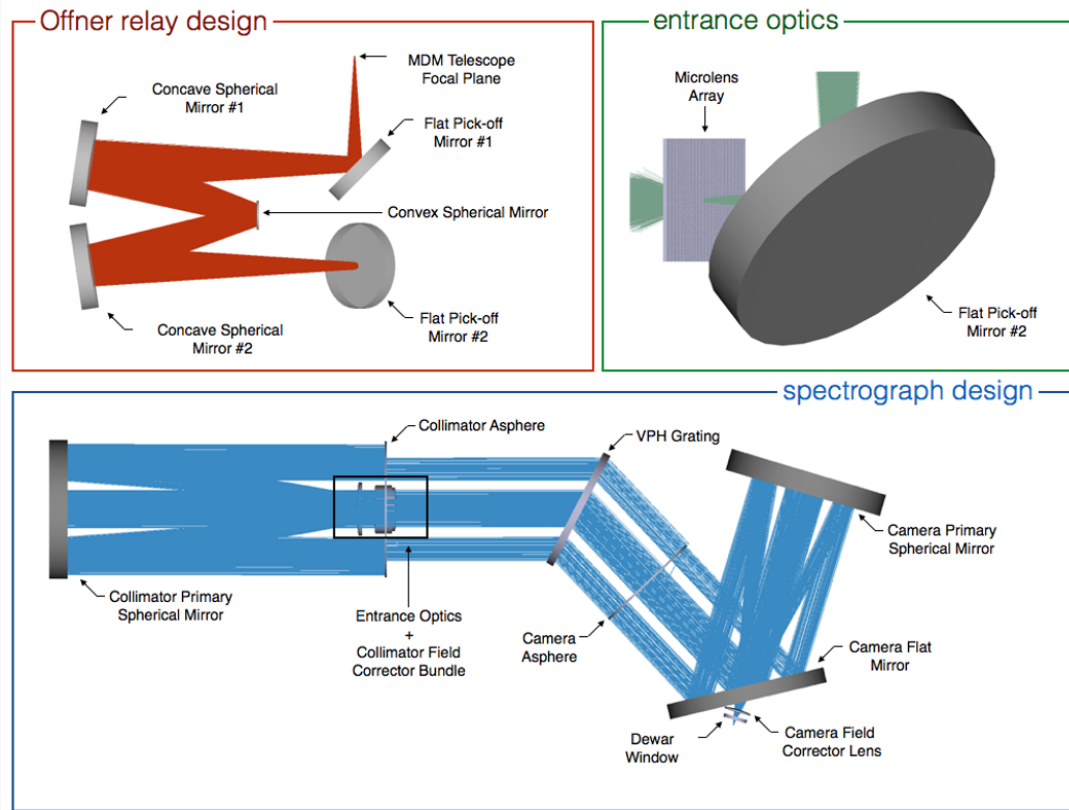 Offner relay design
MDM Telescope
Focal Plane
Concave Spherical
Mirror #1
Flat Pick-off
Mirror #1
Convex Spherical Mirror
Concave Spherical
Mirror #2
Flat Pick-off
Mirror #2
entrance optics
Microlens
Array
Flat Pick-off
Mirror #2
spectrograph design
Collimator Asphere
VPH Grating
Camera Primary
Spherical Mirror
Collimator Primary
Spherical Mirror
Entrance Optics
+
Collimator Field
Corrector Bundle
Camera
Asphere
Camera Flat
Mirror
Dewar
Window
Camera Field
Corrector Lens